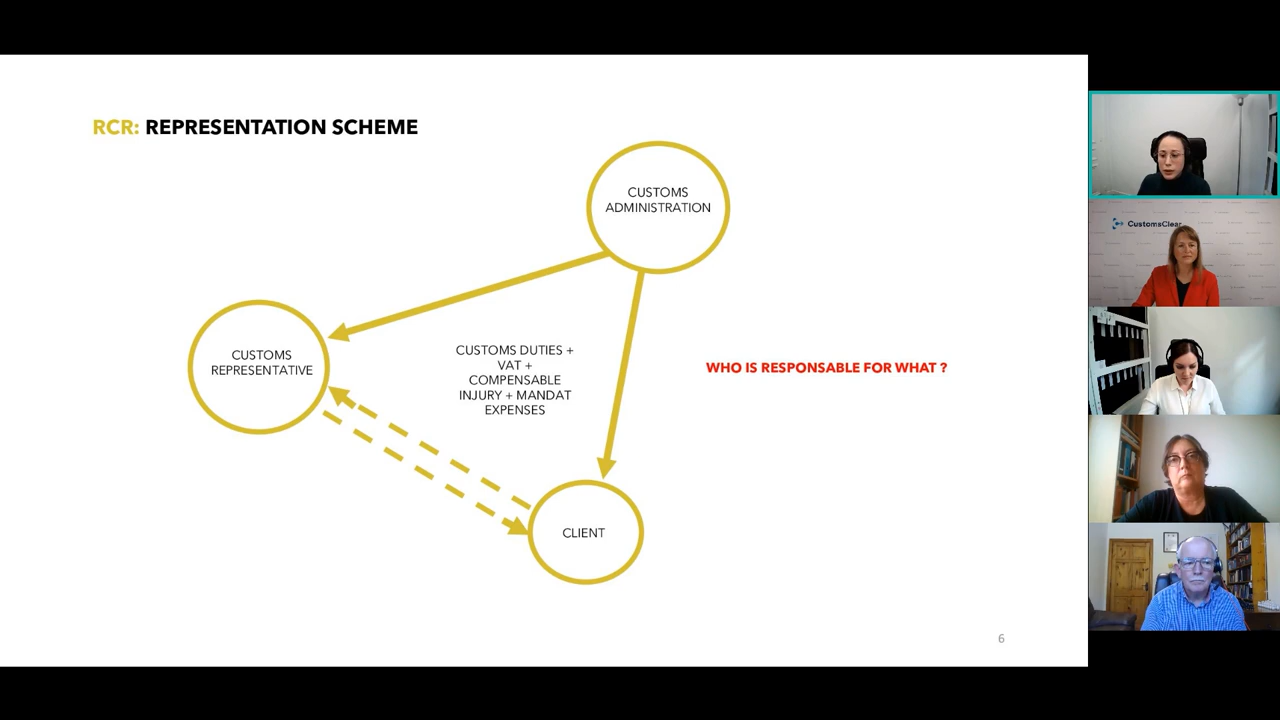 RCR: REPRESENTATION SCHEME
CUSTOMS
ADMINISTRATION
CUSTOMS
REPRESENTATIVE
CUSTOMS DUTIES +
VAT +
COMPENSABLE
INJURY + MANDAT
EXPENSES
WHO IS RESPONSABLE FOR WHAT ?
CLIENT
6
CustomsClear